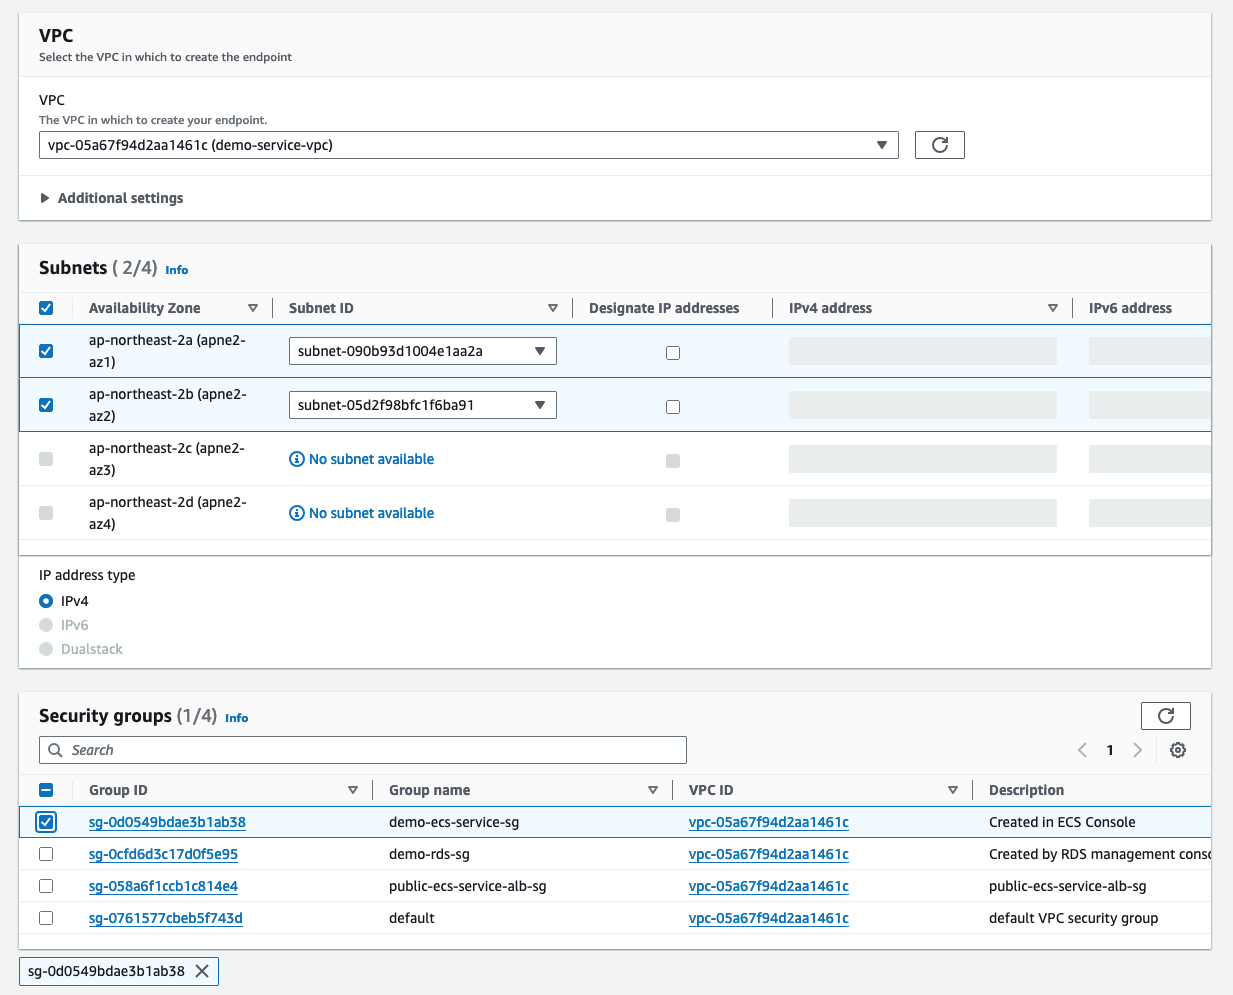 VPC
Select the VPC in which to create the endpoint
VPC
The VPC in which to create your endpoint.
vpc-05a67f94d2aa1461c (demo-service-vpc)
Additional settings
Subnets ( 2/4) Info
Availability Zone Subnet ID Designate IP addresses IPv4 address IPv6 address
ap-northeast-2a (apne2-
az1)
subnet-090b93d1004e1aa2a
ap-northeast-2b (apne2-
az2)
subnet-05d2f98bfc1f6ba91
ap-northeast-2c (apne2-
az3)
No subnet available
ap-northeast-2d (apne2-
az4)
No subnet available
IP address type
IPv4
IPv6
Dualstack
Security groups (1/4) Info
Search
1
Group ID Group name VPC ID Description
sg-0d0549bdae3b1ab38 demo-ecs-service-sg vpc-05a67f94d2aa1461c Created in ECS Console
sg-0cfd6d3c17d0f5e95 demo-rds-sg vpc-05a67f94d2aa1461c Created by RDS management conso
sg-058a6f1ccb1c814e4 public-ecs-service-alb-sg vpc-05a67f94d2aa1461c public-ecs-service-alb-sg
sg-0761577cbeb5f743d default vpc-05a67f94d2aa1461c default VPC security group
sg-0d0549bdae3b1ab38